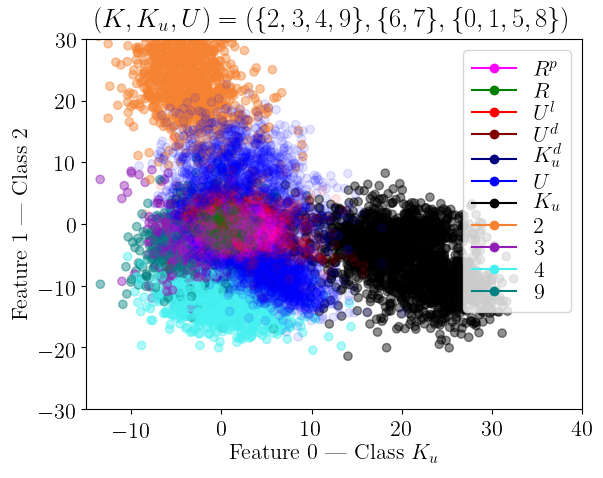 (K, K_u, U) = ({2, 3, 4, 9}, {6, 7}, {0, 1, 5, 8})
30
20
10
0
−10
−20
−30
Feature 1 — Class 2
−10 0 10 20 30 40
Feature 0 — Class K_u
R^p
R
U^l
U^d
K_u^d
U
K_u
2
3
4
9